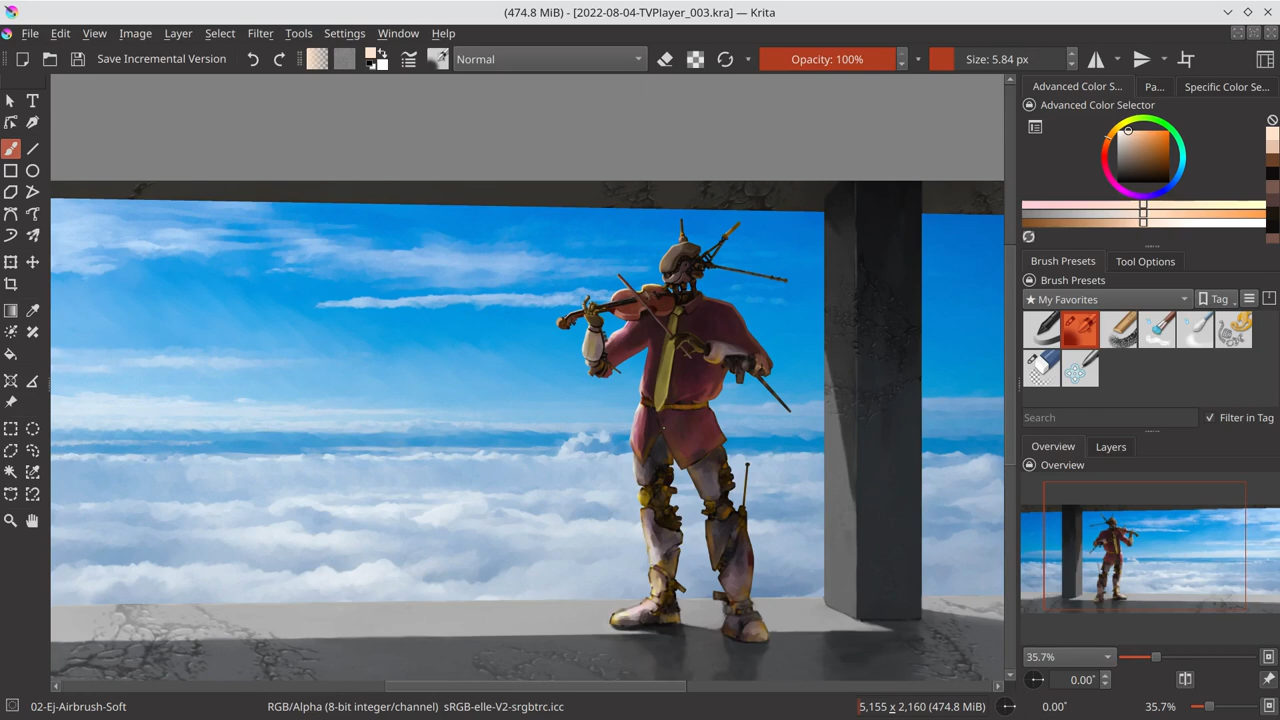 (474.8 MiB) - [2022-08-04-TVPlayer_003.kra] — Krita
File Edit View Image Layer Select Filter Tools Settings Window Help
Save Incremental Version Normal Opacity: 100% Size: 5.84 px
Advanced Color S... Pa... Specific Color Se...
Advanced Color Selector
Brush Presets Tool Options
Brush Presets
★ My Favorites Tag
Search Filter in Tag
Overview Layers
Overview
35.7%
0.00°
02-Ej-Airbrush-Soft RGB/Alpha (8-bit integer/channel) sRGB-elle-V2-srgbtrc.icc 5,155 x 2,160 (474.8 MiB) 0.00° 35.7%